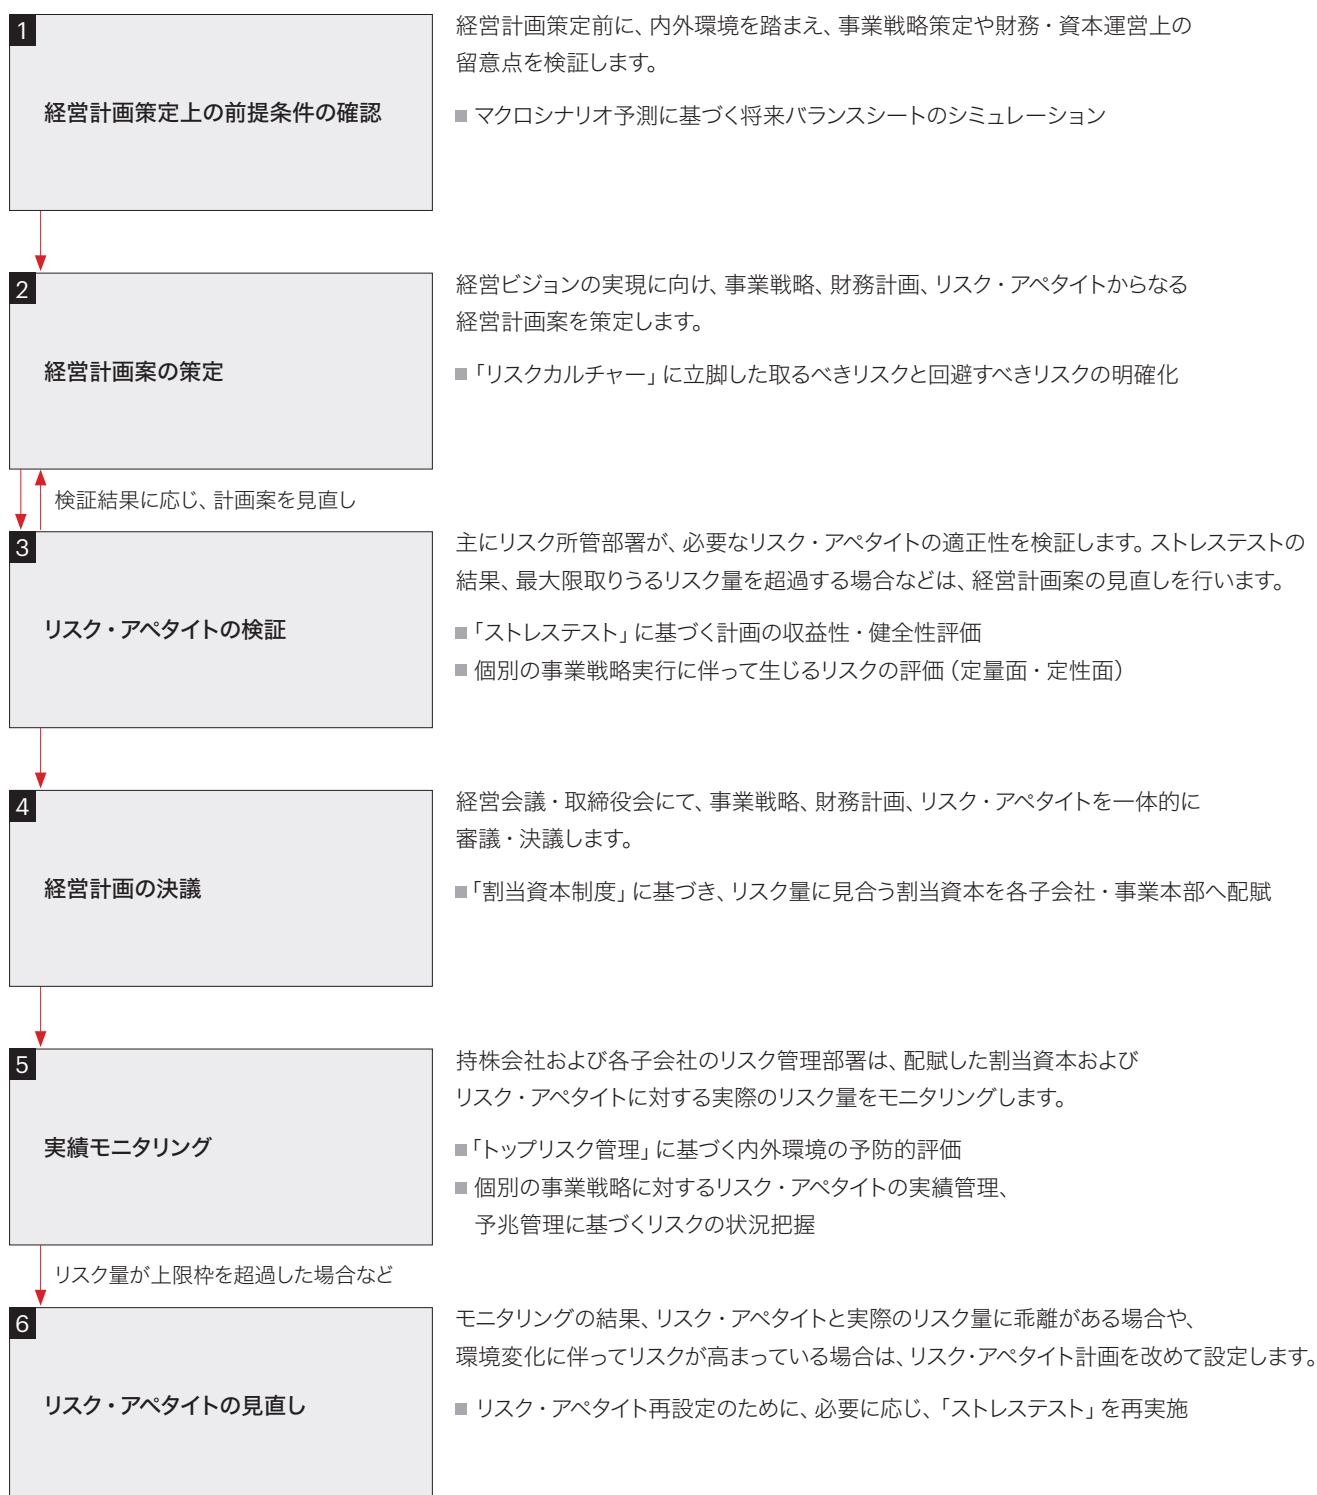 1
経営計画策定上の前提条件の確認
経営計画策定前に、内外環境を踏まえ、事業戦略策定や財務・資本運営上の
留意点を検証します。
■ マクロシナリオ予測に基づく将来バランスシートのシミュレーション
2
経営計画案の策定
経営ビジョンの実現に向け、事業戦略、財務計画、リスク・アペタイトからなる
経営計画案を策定します。
■「リスクカルチャー」に立脚した取るべきリスクと回避すべきリスクの明確化
検証結果に応じ、計画案を見直し
3
リスク・アペタイトの検証
主にリスク所管部署が、必要なリスク・アペタイトの適正性を検証します。ストレステストの
結果、最大限取りうるリスク量を超過する場合などは、経営計画案の見直しを行います。
■「ストレステスト」に基づく計画の収益性・健全性評価
■ 個別の事業戦略実行に伴って生じるリスクの評価（定量面・定性面）
4
経営計画の決議
経営会議・取締役会にて、事業戦略、財務計画、リスク・アペタイトを一体的に
審議・決議します。
■「割当資本制度」に基づき、リスク量に見合う割当資本を各子会社・事業本部へ配賦
5
実績モニタリング
持株会社および各子会社のリスク管理部署は、配賦した割当資本および
リスク・アペタイトに対する実際のリスク量をモニタリングします。
■「トップリスク管理」に基づく内外環境の予防的評価
■ 個別の事業戦略に対するリスク・アペタイトの実績管理、
予兆管理に基づくリスクの状況把握
リスク量が上限枠を超過した場合など
6
リスク・アペタイトの見直し
モニタリングの結果、リスク・アペタイトと実際のリスク量に乖離がある場合や、
環境変化に伴ってリスクが高まっている場合は、リスク・アペタイト計画を改めて設定します。
■ リスク・アペタイト再設定のために、必要に応じ、「ストレステスト」を再実施